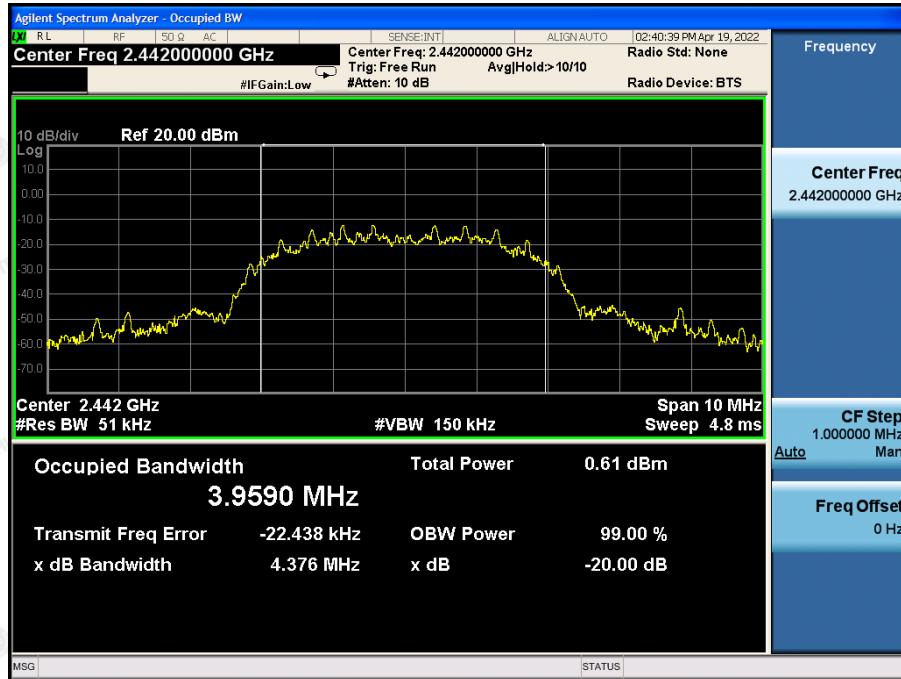 Agilent Spectrum Analyzer - Occupied BW
LXI RL RF 50 Ω AC SENSE:INT ALIGN AUTO 02:40:39 PM Apr 19, 2022
Center Freq 2.442000000 GHz
Center Freq: 2.442000000 GHz
Radio Std: None
Trig: Free Run Avg|Hold:>10/10
#IFGain:Low
#Atten: 10 dB
Radio Device: BTS
Frequency
10 dB/div Ref 20.00 dBm
Log
10.0
0.00
-10.0
-20.0
-30.0
-40.0
-50.0
-60.0
-70.0
Center Freq
2.442000000 GHz
Center 2.442 GHz Span 10 MHz
#Res BW 51 kHz #VBW 150 kHz Sweep 4.8 ms
CF Step
1.000000 MHz
Auto Man
Occupied Bandwidth Total Power 0.61 dBm
3.9590 MHz
Transmit Freq Error -22.438 kHz OBW Power 99.00 %
x dB Bandwidth 4.376 MHz x dB -20.00 dB
Freq Offset
0 Hz
MSG STATUS